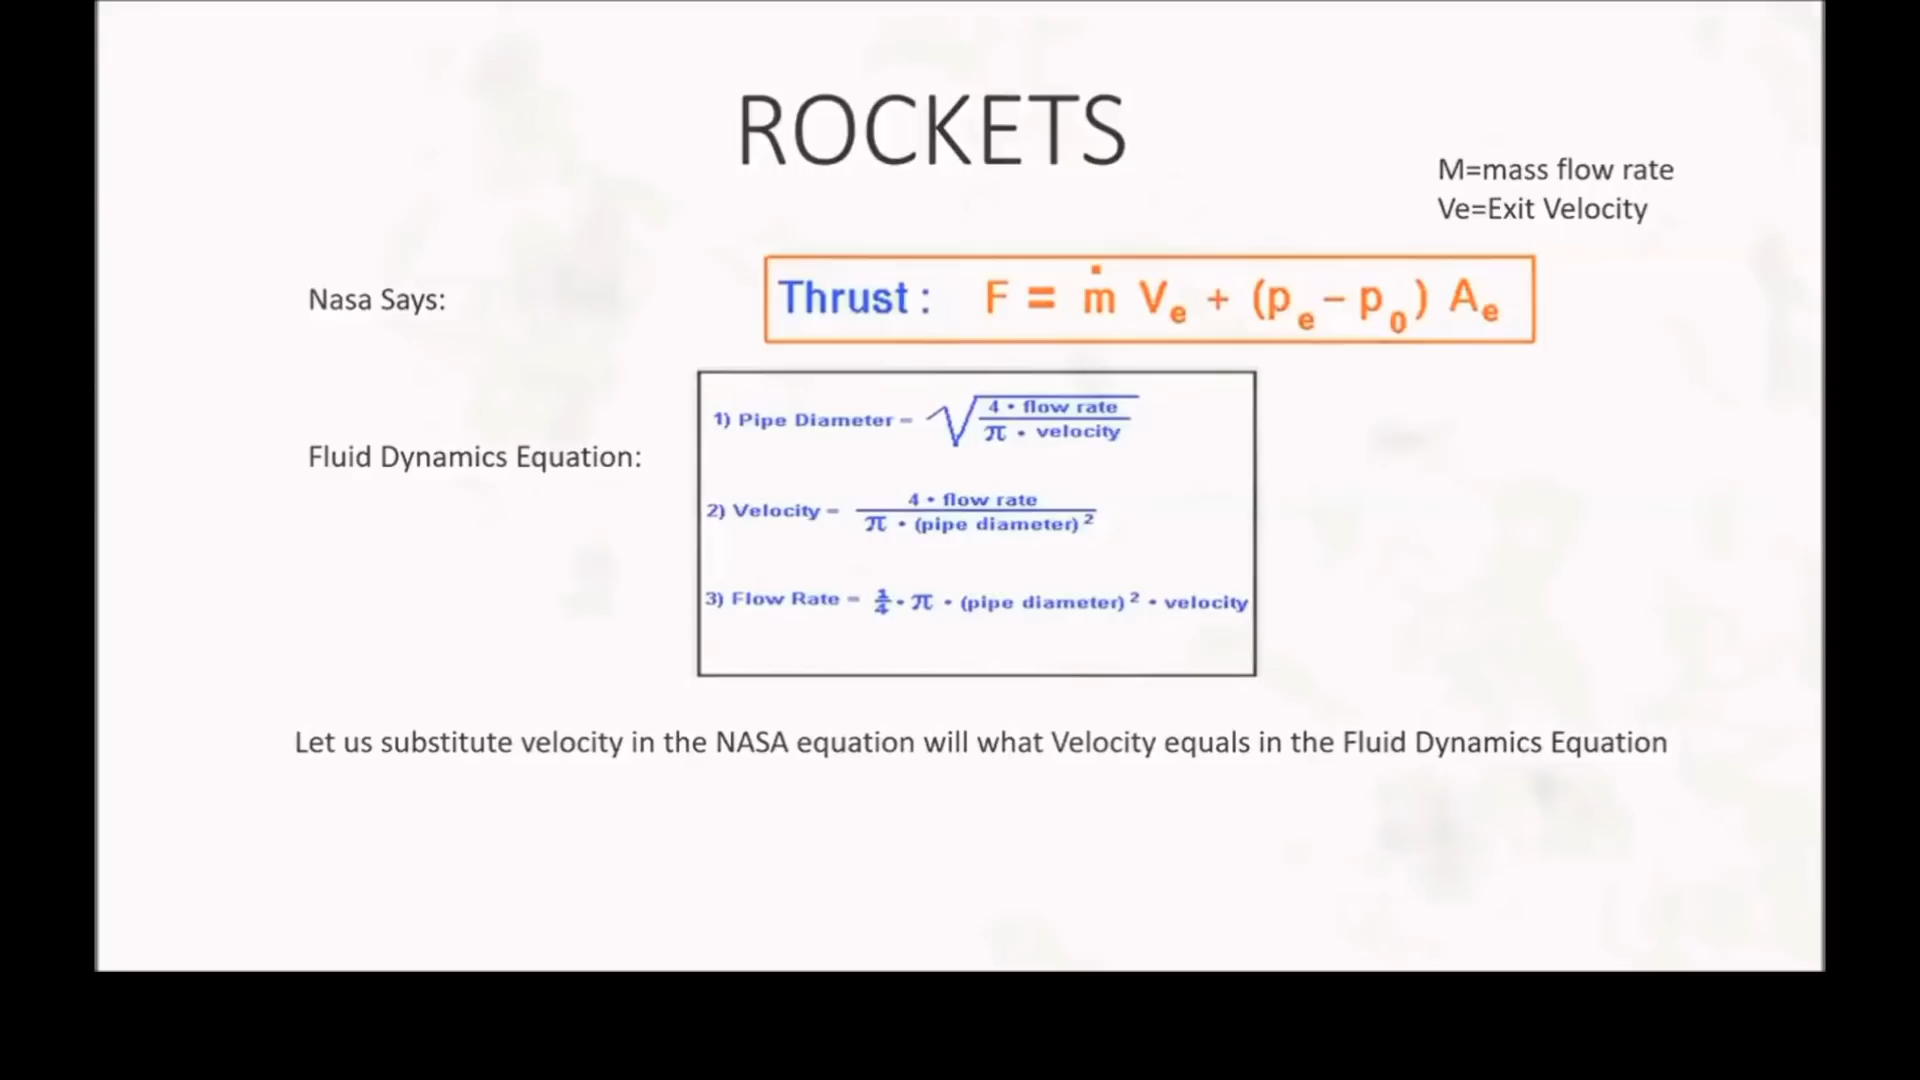 ROCKETS
M=mass flow rate
Ve=Exit Velocity
Nasa Says:
Thrust : F = ṁ Vₑ + (pₑ − p₀) Aₑ
Fluid Dynamics Equation:
1) Pipe Diameter = √(4 • flow rate / π • velocity)
2) Velocity = 4 • flow rate / π • (pipe diameter)²
3) Flow Rate = ¼ • π • (pipe diameter)² • velocity
Let us substitute velocity in the NASA equation will what Velocity equals in the Fluid Dynamics Equation